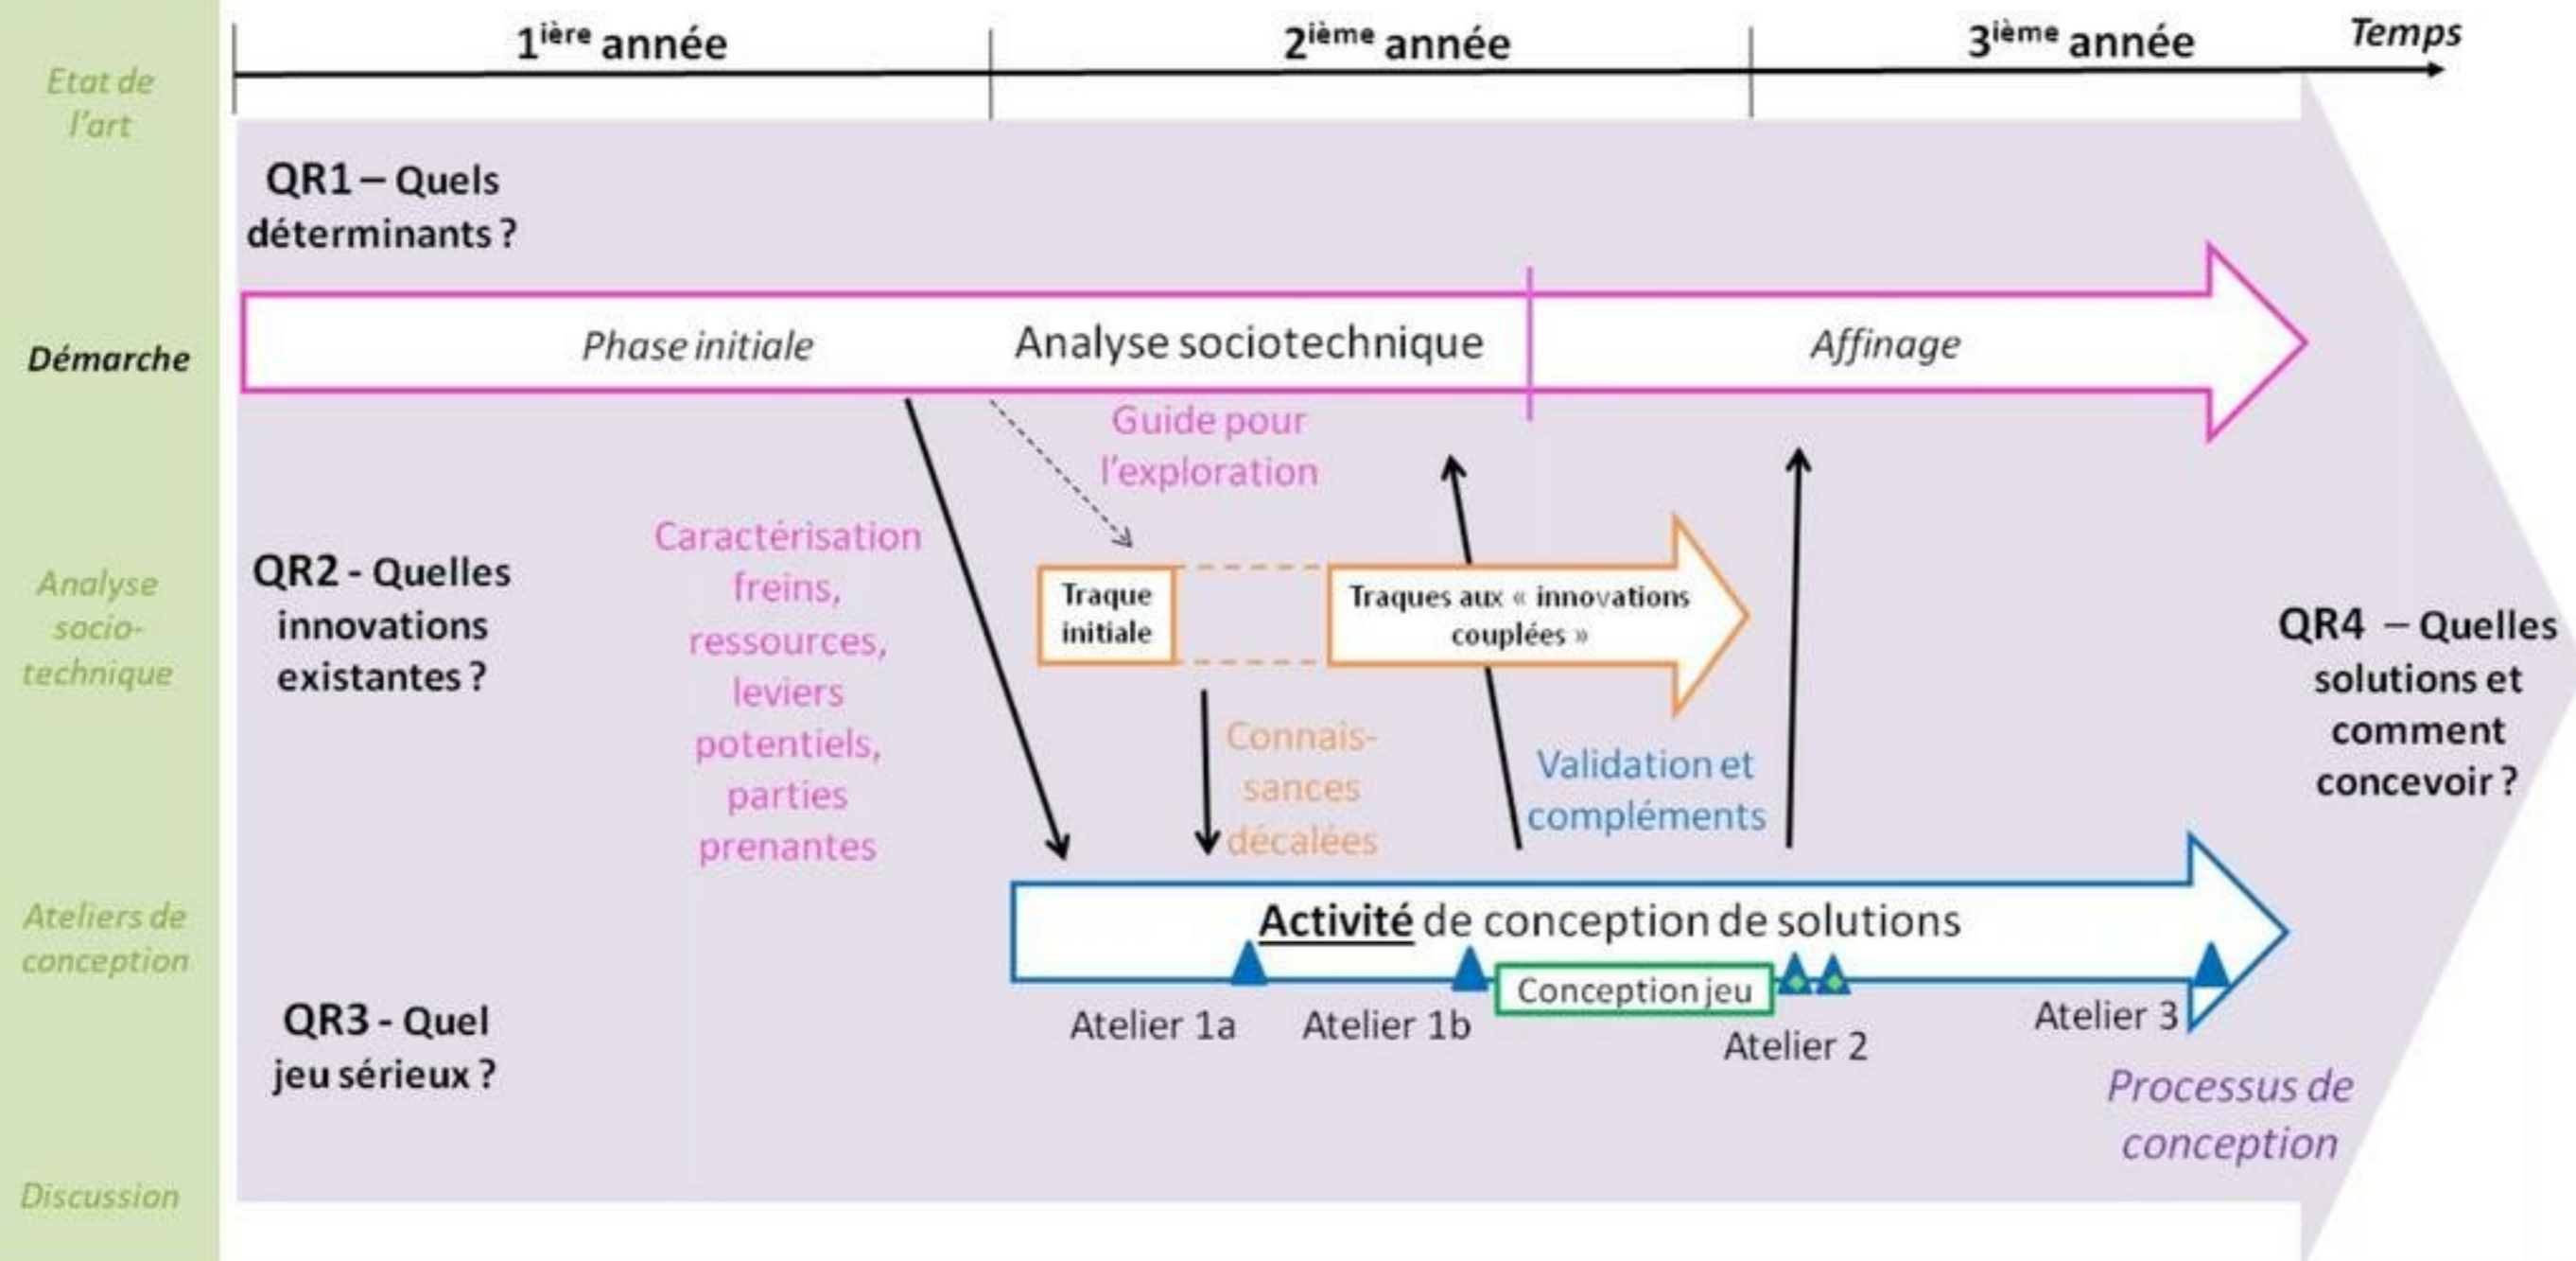 1ière année
2ième année
3ième année
Temps
Etat de
l'art
Démarche
Analyse
socio-
technique
Ateliers de
conception
Discussion
QR1 – Quels
déterminants ?
Phase initiale
Analyse sociotechnique
Affinage
Guide pour
l'exploration
QR2 - Quelles
innovations
existantes ?
Caractérisation
freins,
ressources,
leviers
potentiels,
parties
prenantes
Traque
initiale
Traques aux « innovations
couplées »
Connais-
sances
décalées
Validation et
compléments
QR4 – Quelles
solutions et
comment
concevoir ?
Activité de conception de solutions
Conception jeu
Atelier 1a
Atelier 1b
Atelier 2
Atelier 3
QR3 - Quel
jeu sérieux ?
Processus de
conception